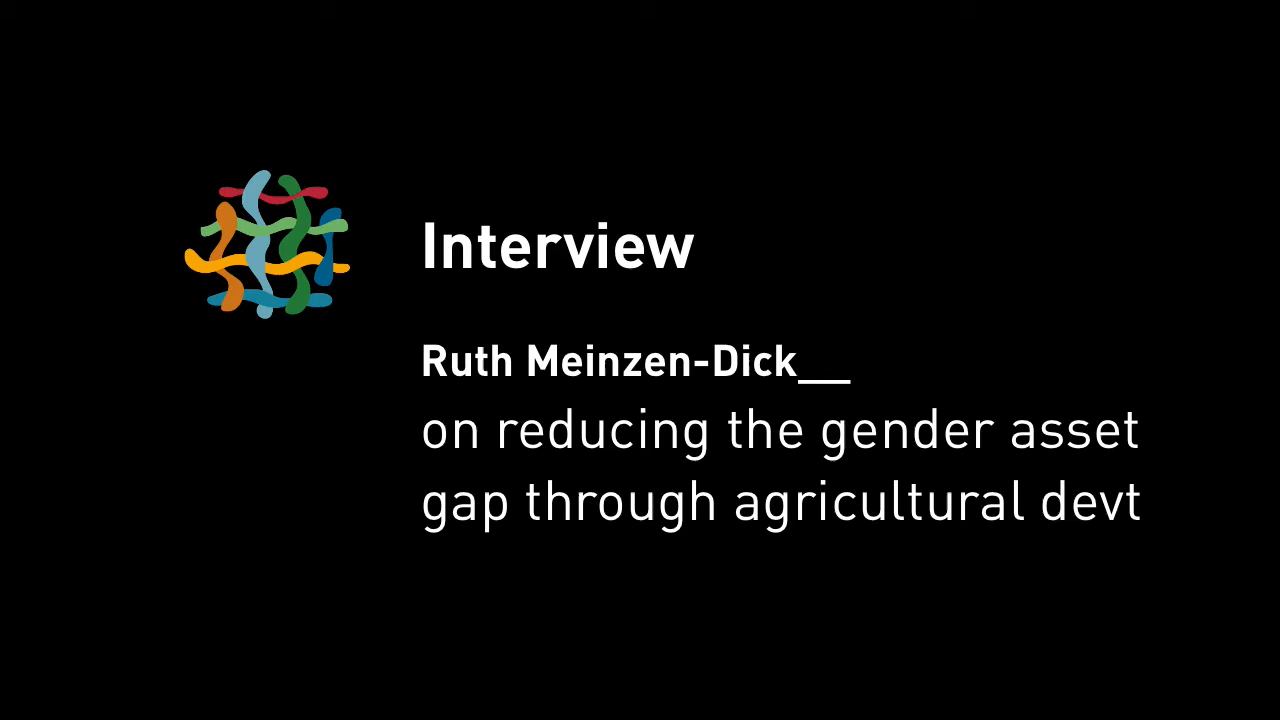 Interview
Ruth Meinzen-Dick__
on reducing the gender asset
gap through agricultural devt